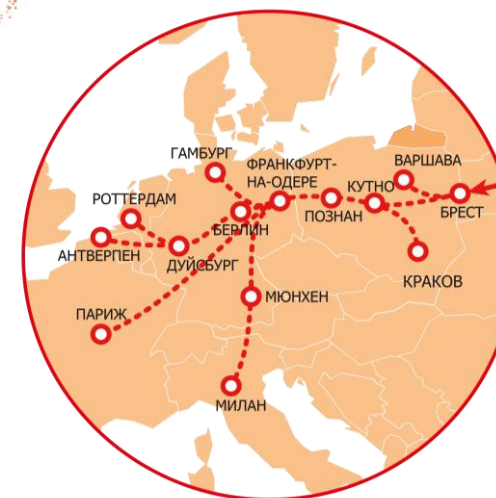 ГАМБУРГ
ФРАНКФУРТ-
НА-ОДЕРЕ
ВАРШАВА
РОТТЕРДАМ
КУТНО
ПОЗНАН
БРЕСТ
БЕРЛИН
АНТВЕРПЕН
ДУЙСБУРГ
КРАКОВ
МЮНХЕН
ПАРИЖ
МИЛАН